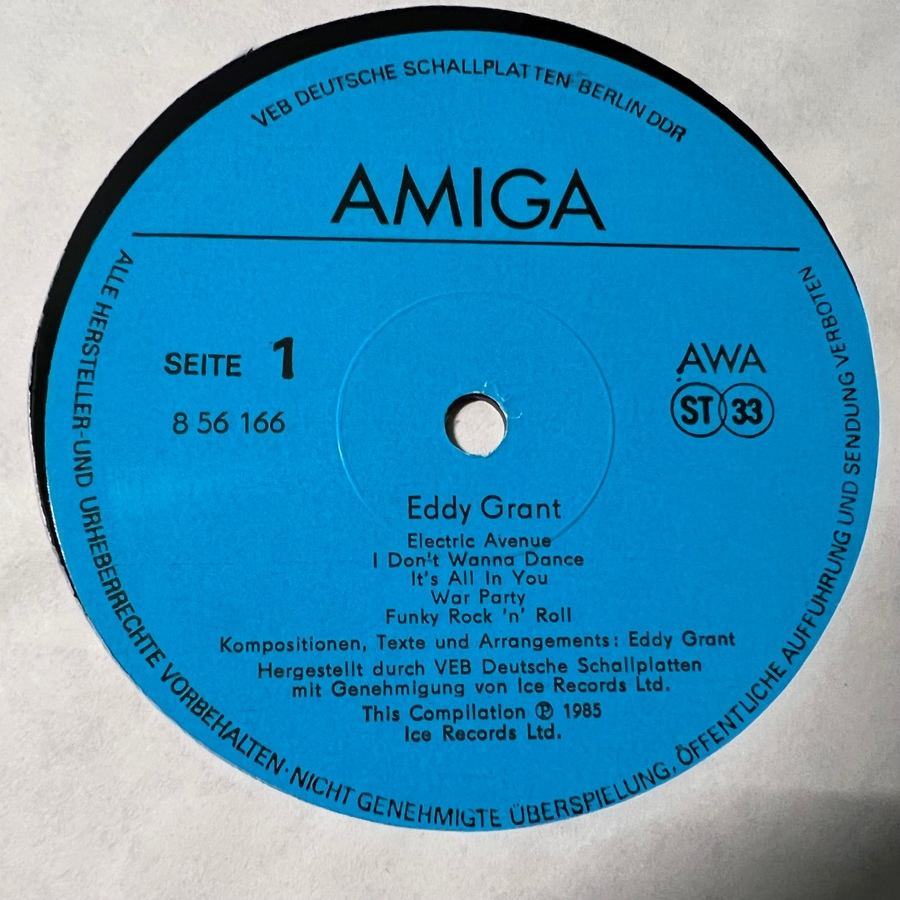 VEB DEUTSCHE SCHALLPLATTEN BERLIN DDR
AMIGA
SEITE 1
8 56 166
AWA
ST 33
Eddy Grant
Electric Avenue
I Don't Wanna Dance
It's All In You
War Party
Funky Rock 'n' Roll
Kompositionen, Texte und Arrangements: Eddy Grant
Hergestellt durch VEB Deutsche Schallplatten
mit Genehmigung von Ice Records Ltd.
This Compilation ℗ 1985
Ice Records Ltd.
ALLE HERSTELLER-UND URHEBERRECHTE VORBEHALTEN·NICHT GENEHMIGTE ÜBERSPIELUNG, ÖFFENTLICHE AUFFÜHRUNG UND SENDUNG VERBOTEN